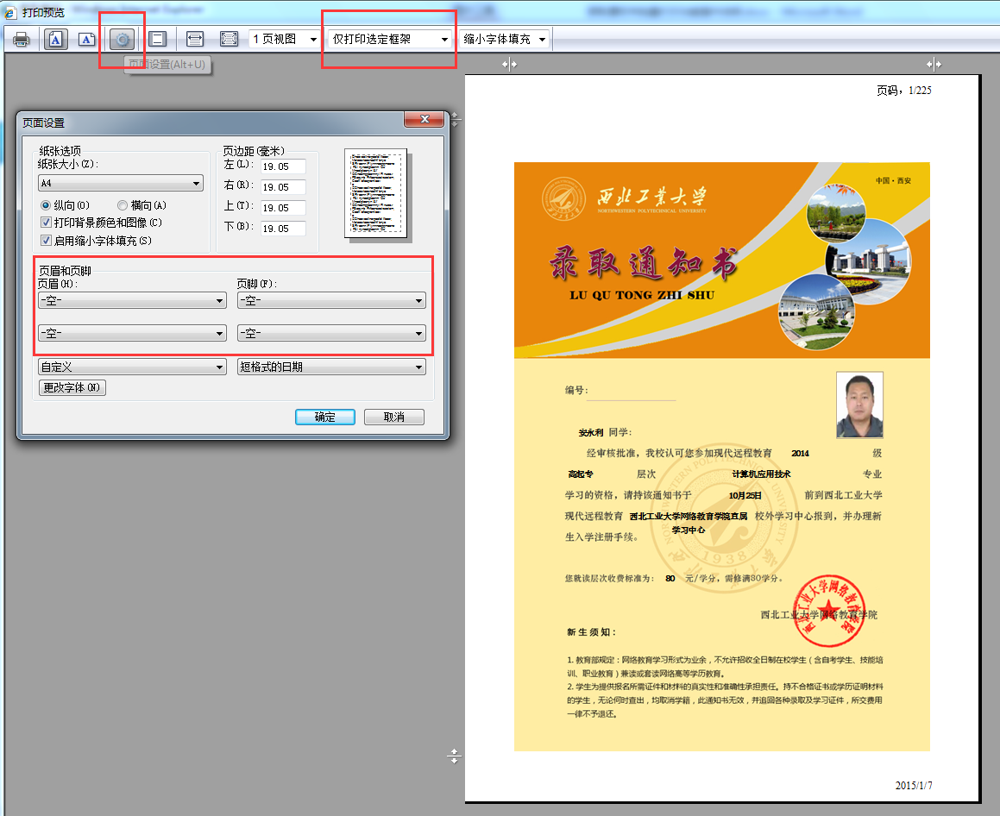 打印预览
1 页视图
仅打印选定框架
缩小字体填充
页面设置(Alt+U)
页码，1/225
页面设置
纸张选项
纸张大小(Z):
A4
纵向(O)
横向(A)
打印背景颜色和图像(C)
启用缩小字体填充(S)
页边距(毫米)
左(L):
19.05
右(R):
19.05
上(T):
19.05
下(B):
19.05
页眉和页脚
页眉(H):
页脚(F):
-空-
-空-
-空-
-空-
自定义
短格式的日期
更改字体(N)
确定
取消
西北工业大学
NORTHWESTERN POLYTECHNICAL UNIVERSITY
中国·西安
录取通知书
LU QU TONG ZHI SHU
编号:
安永利 同学:
经审核批准，我校认可您参加现代远程教育 2014 级
高起专 层次 计算机应用技术 专业
学习的资格，请持该通知书于 10月25日 前到西北工业大学
现代远程教育 西北工业大学网络教育学院直属 校外学习中心报到，并办理新
学习中心
生入学注册手续。
1938
您就读层次收费标准为: 80 元/学分，需修满80学分。
西北工业大学网络教育学院
西北工业大学网络教育学院
新生须知：
1. 教育部规定：网络教育学习形式为业余，不允许招收全日制在校学生（含自考学生、技能培
训、职业教育）兼读或套读网络高等学历教育。
2. 学生为提供报名所需证件和材料的真实性和准确性承担责任。持不合格证书或学历证明材料
的学生，无论何时查出，均取消学籍，此通知书无效，并追回各种录取及学习证件，所交费用
一律不予退还。
2015/1/7